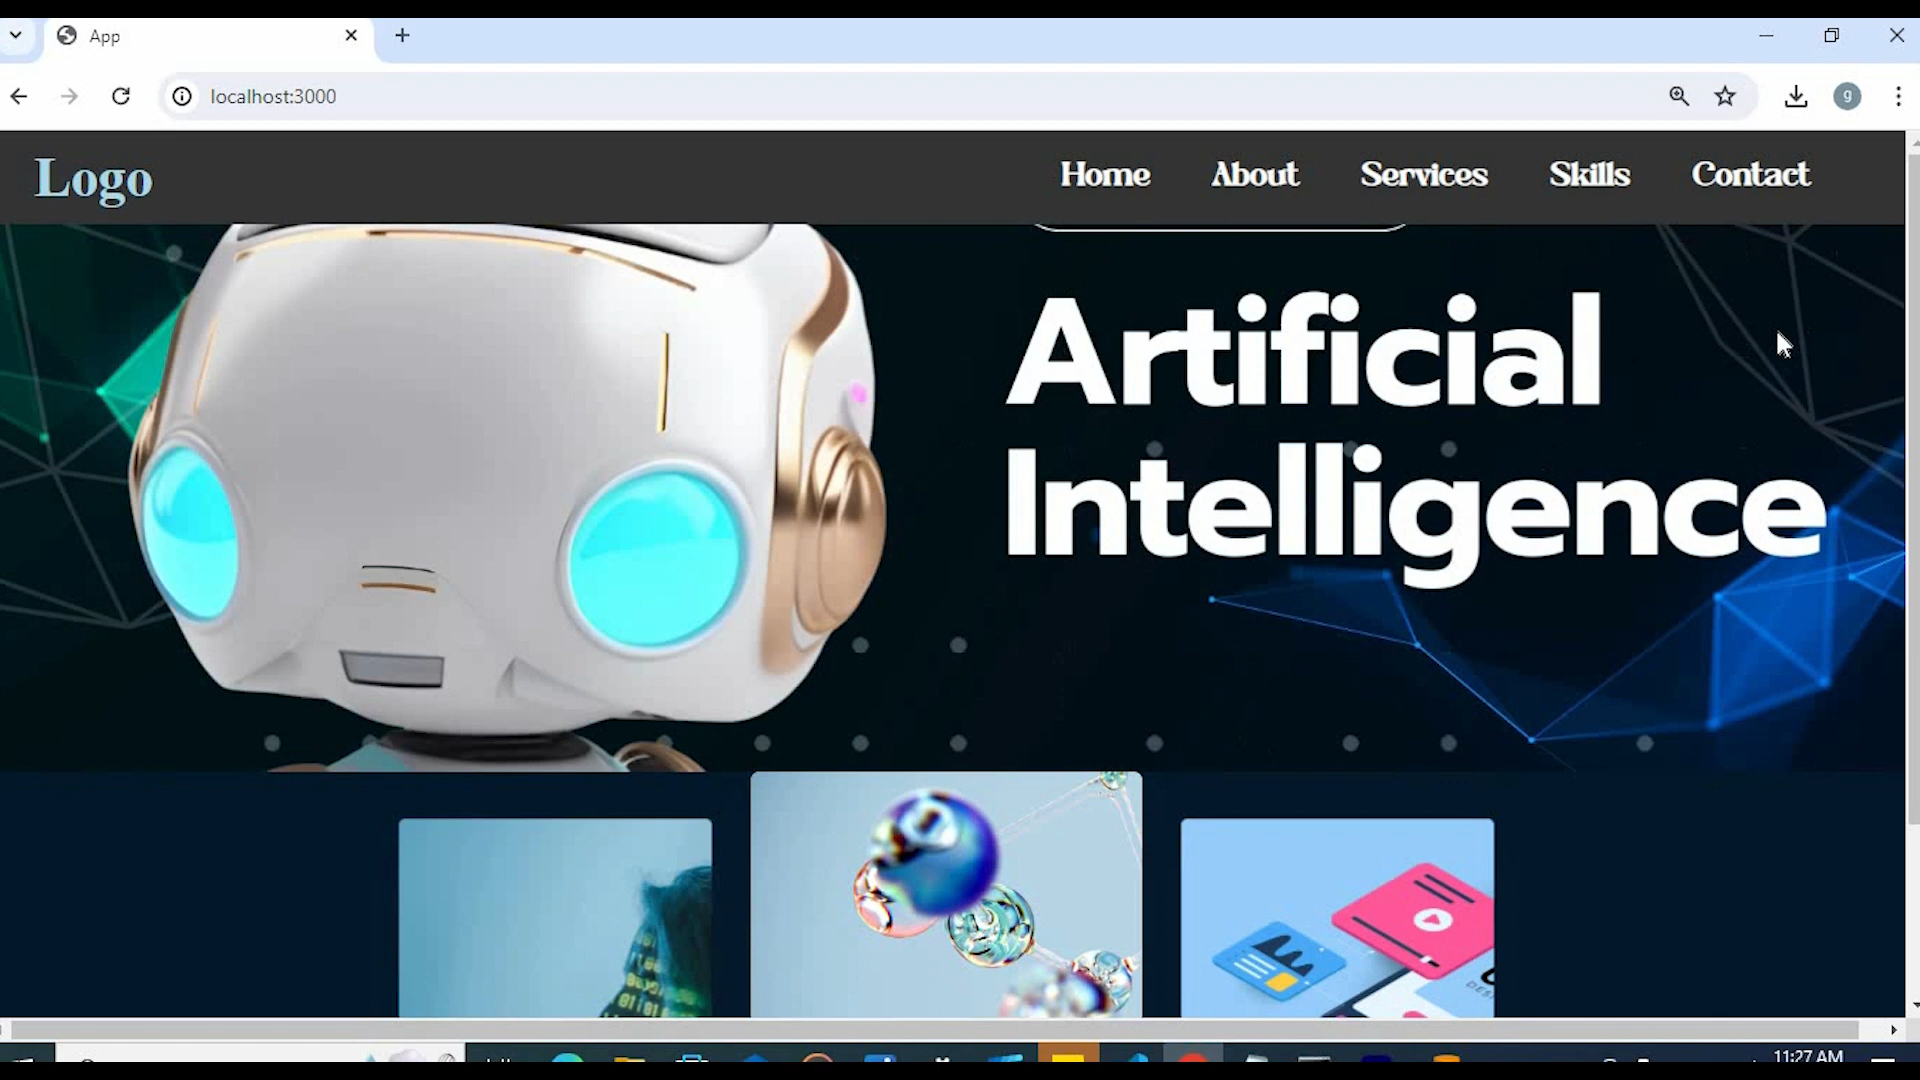 App
localhost:3000
g
Logo
Home About Services Skills Contact
Artificial
Intelligence
11:27 AM